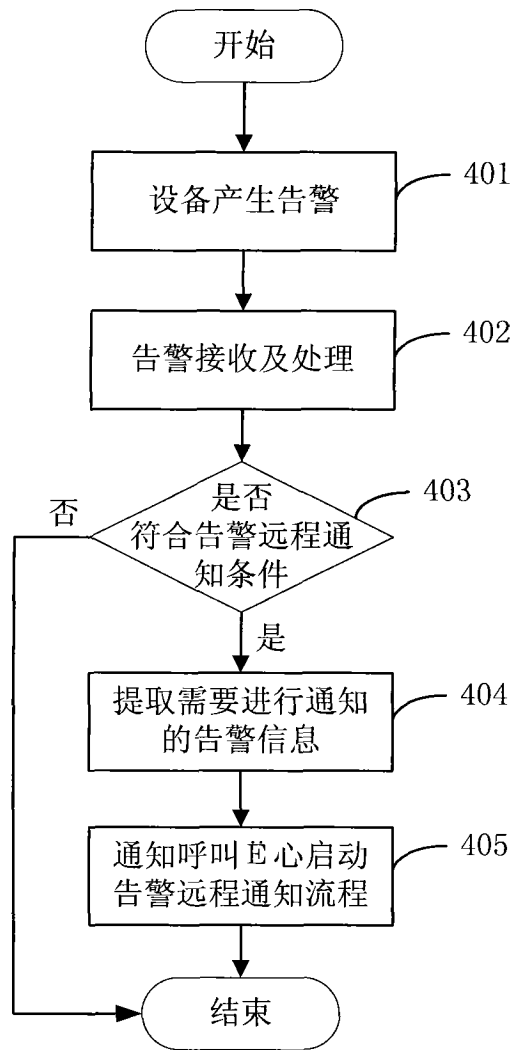 开始
设备产生告警
401
告警接收及处理
402
是否
符合告警远程通
知条件
403
否
是
提取需要进行通知
的告警信息
404
通知呼叫E心启动
告警远程通知流程
405
结束